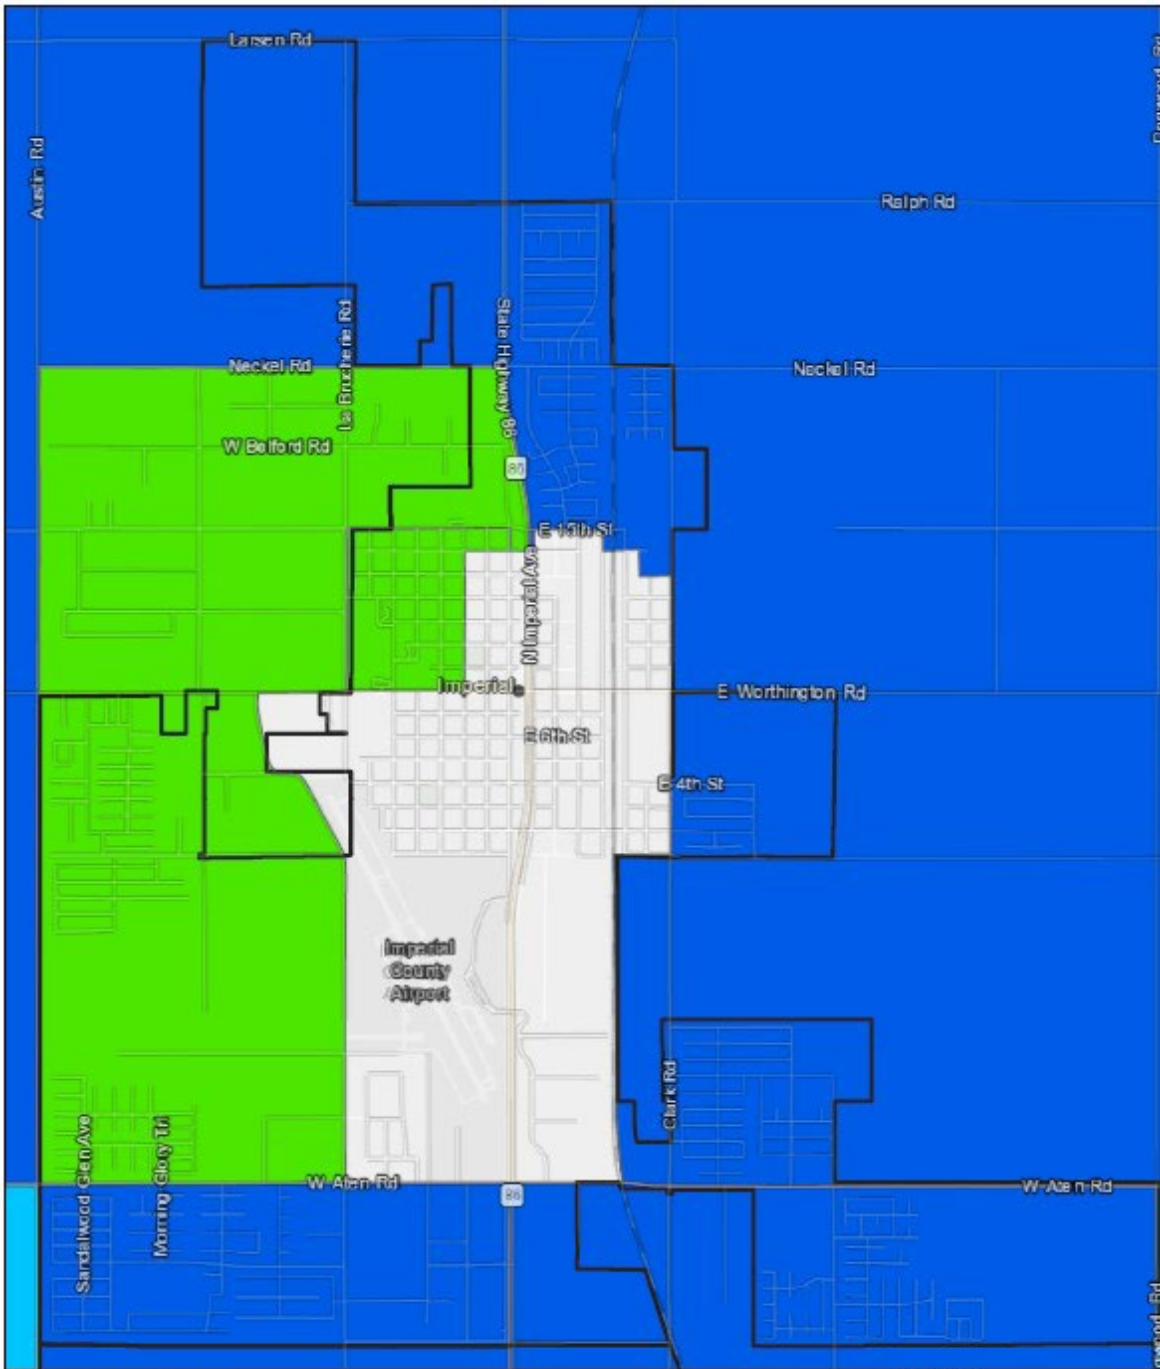 Larsen Rd
Austin Rd
Ralph Rd
La Brucherie Rd
State Highway 86
Neckel Rd
Neckel Rd
W Belford Rd
86
E 15th St
N Imperial Ave
Imperial
E Worthington Rd
E 6th St
E 4th St
Imperial
County
Airport
Clark Rd
Sandalwood Glen Ave
Morning Glory Trl
W Aten Rd
86
W Aten Rd